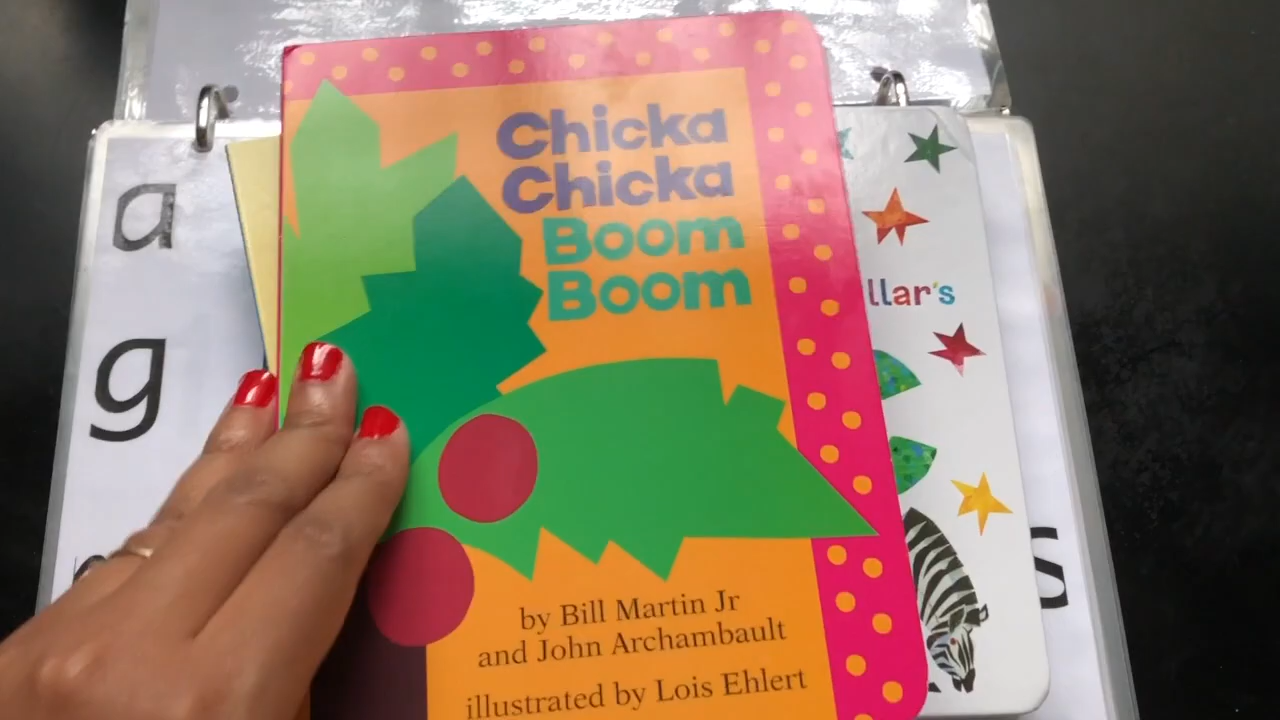 a
g
Chicka
Chicka
Boom
Boom
by Bill Martin Jr
and John Archambault
illustrated by Lois Ehlert
llar's
s